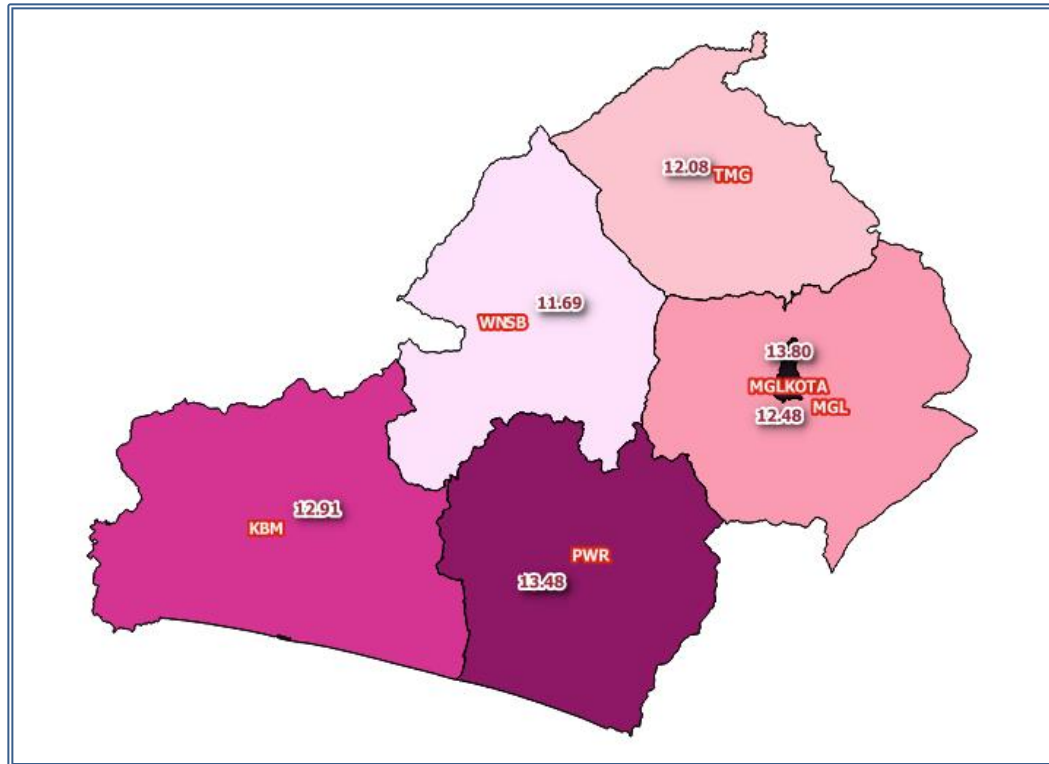 12.08
TMG
11.69
WNSB
13.80
MGLKOTA
MGL
12.48
12.91
KBM
PWR
13.48